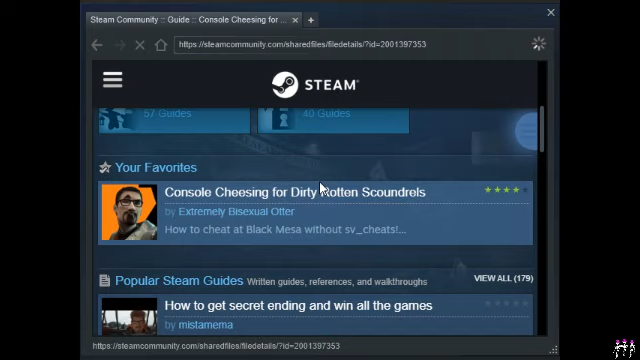 Steam Community :: Guide :: Console Cheesing for ...
https://steamcommunity.com/sharedfiles/filedetails/?id=2001397353
STEAM
57 Guides
40 Guides
Your Favorites
Console Cheesing for Dirty Rotten Scoundrels
by Extremely Bisexual Otter
How to cheat at Black Mesa without sv_cheats!...
Popular Steam Guides Written guides, references, and walkthroughs VIEW ALL (179)
How to get secret ending and win all the games
by mistamema
https://steamcommunity.com/sharedfiles/filedetails/?id=2001397353